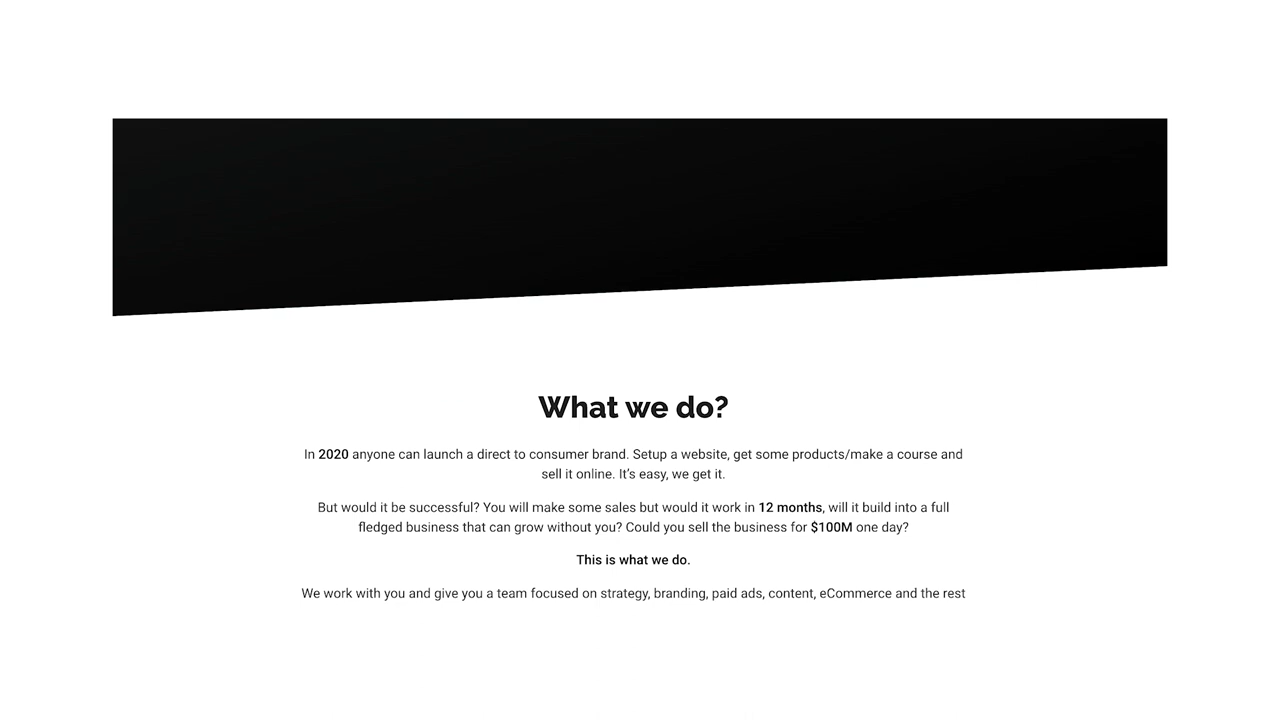 What we do?
In 2020 anyone can launch a direct to consumer brand. Setup a website, get some products/make a course and
sell it online. It’s easy, we get it.
But would it be successful? You will make some sales but would it work in 12 months, will it build into a full
fledged business that can grow without you? Could you sell the business for $100M one day?
This is what we do.
We work with you and give you a team focused on strategy, branding, paid ads, content, eCommerce and the rest